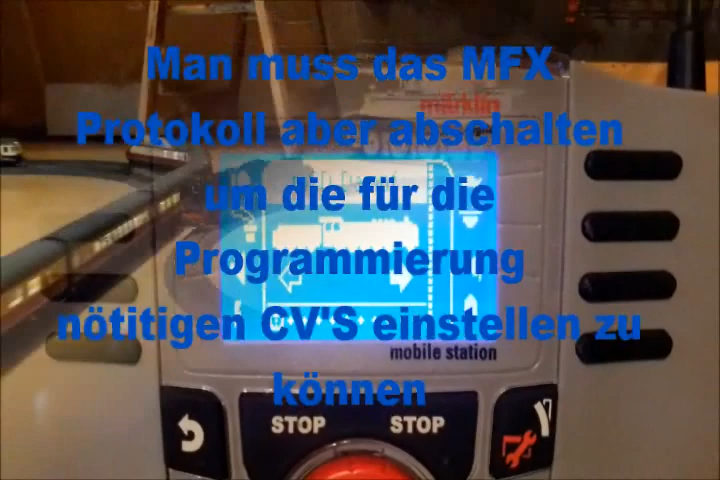 Man muss das MFX
märklin
Protokoll aber abschalten
um die für die
Programmierung
nötitigen CV'S einstellen zu
mobile station
können
STOP STOP